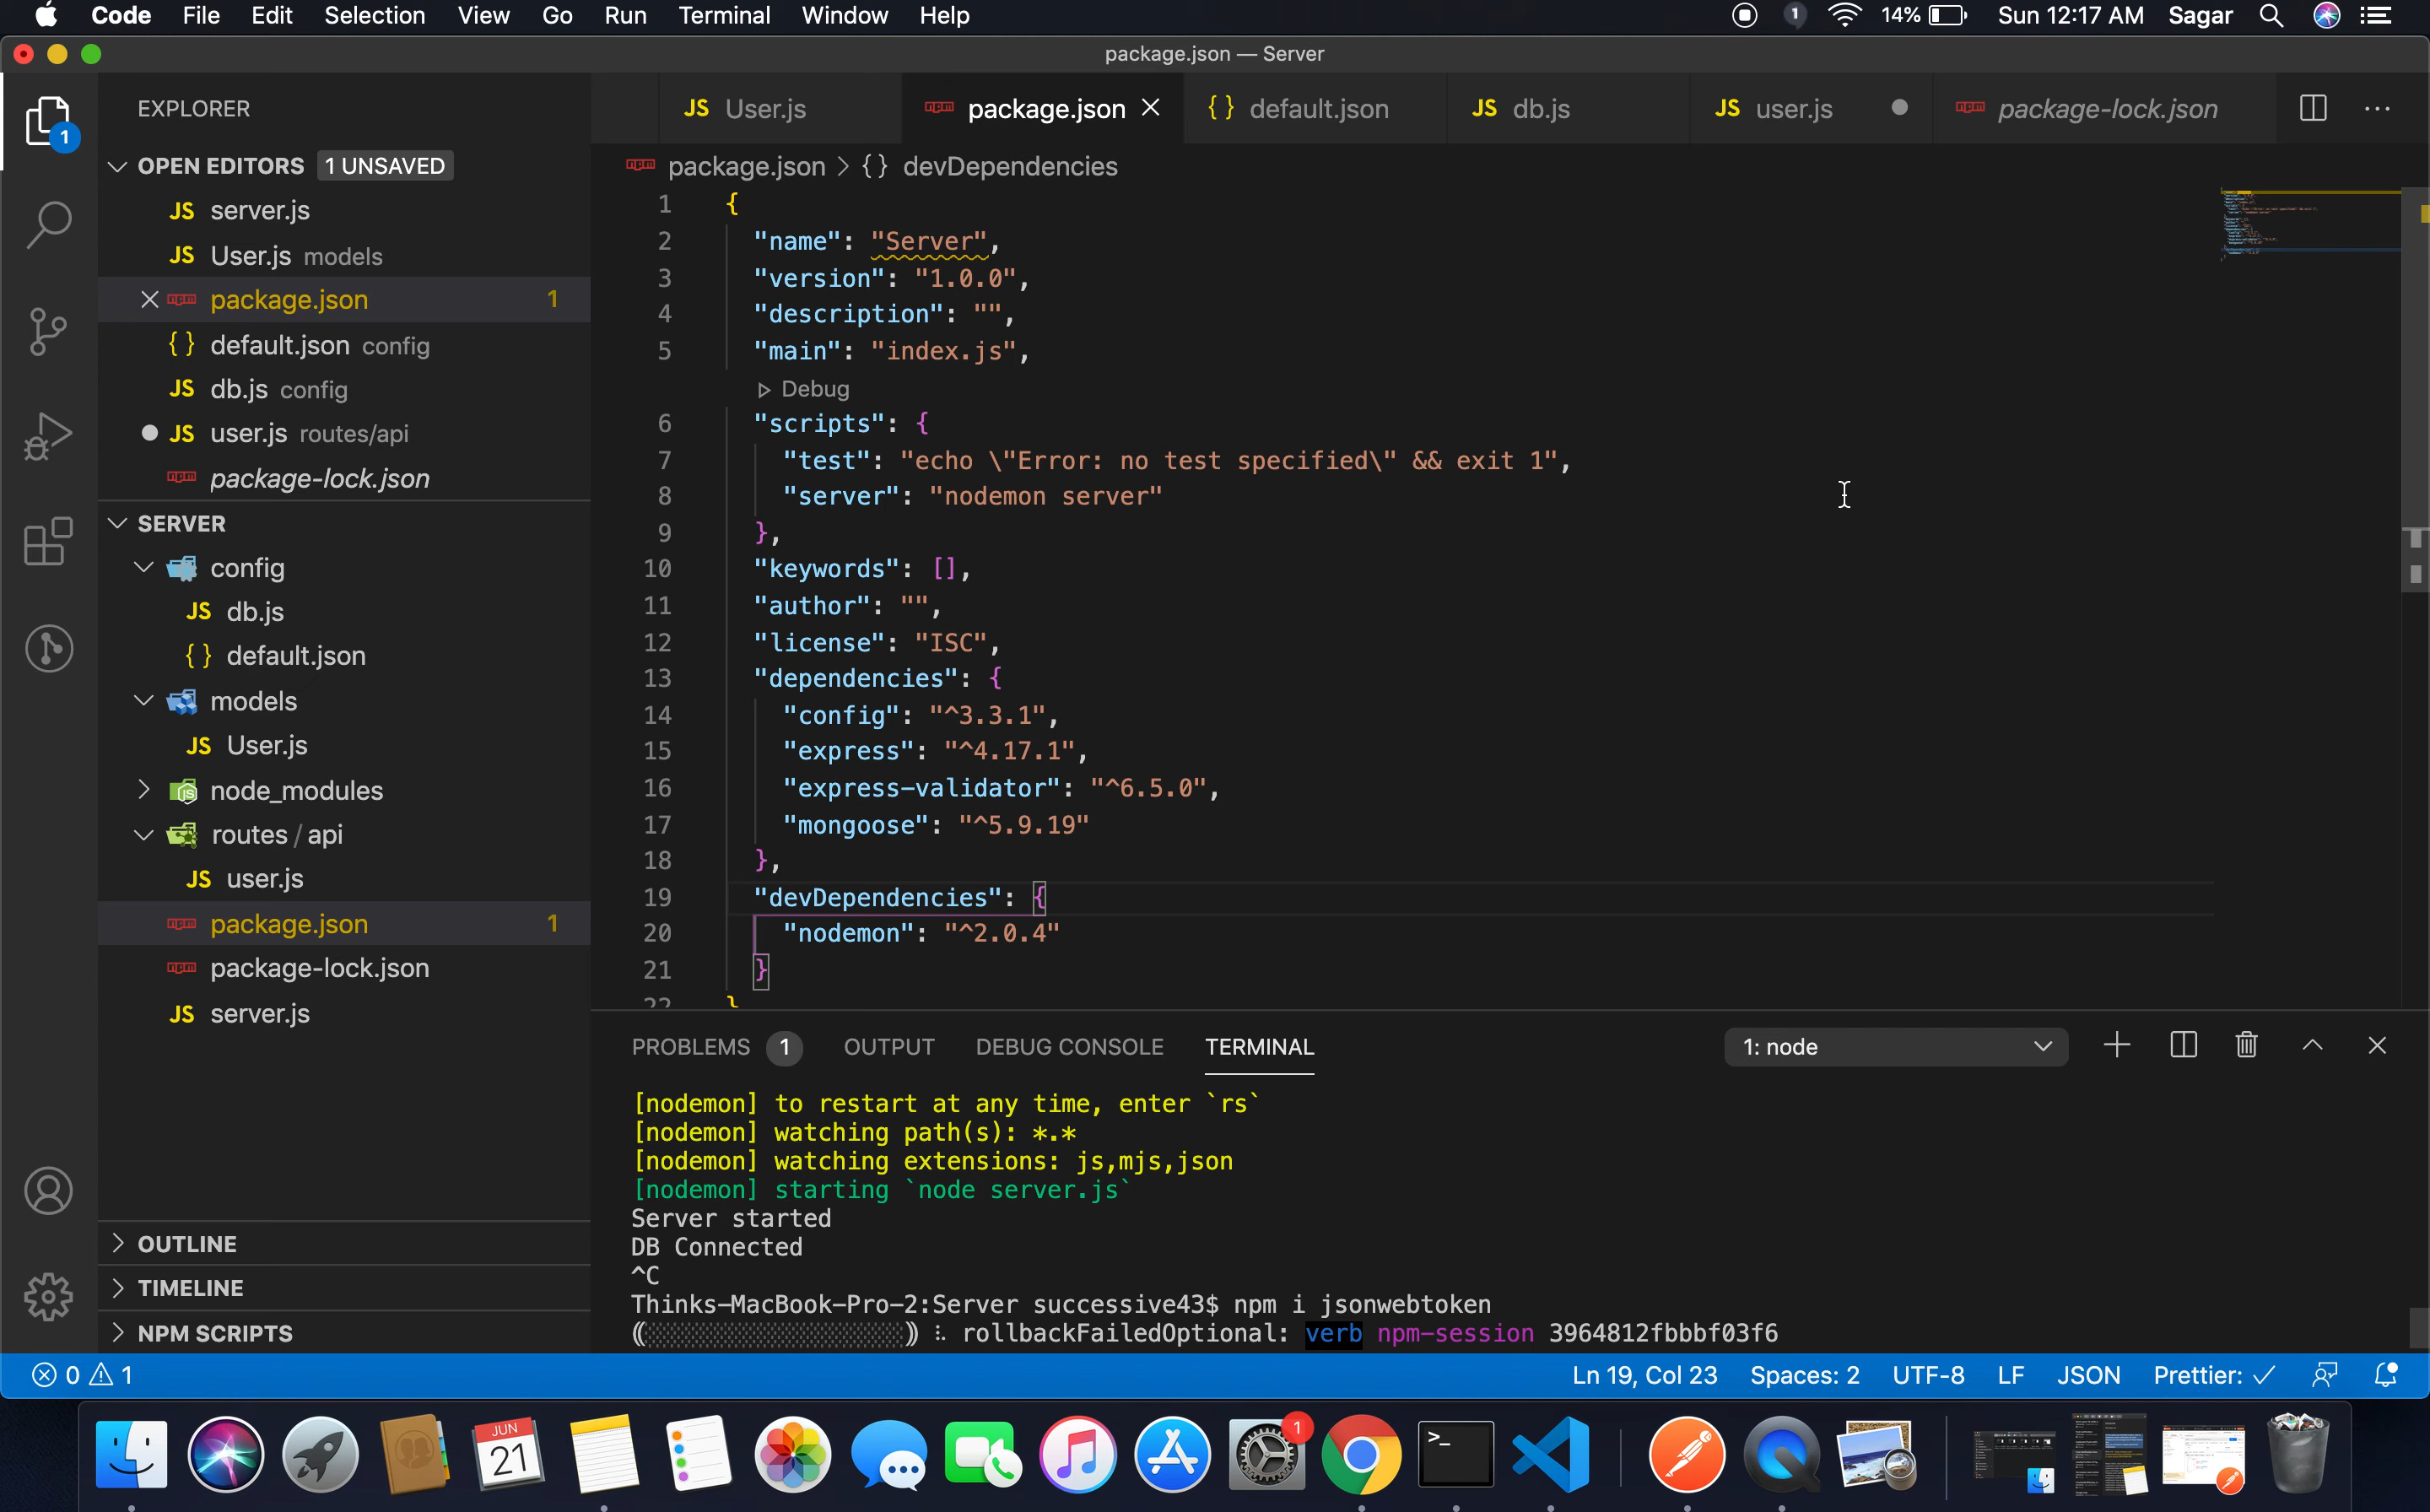 Code File Edit Selection View Go Run Terminal Window Help 1 14% Sun 12:17 AM Sagar
package.json — Server
EXPLORER
1
OPEN EDITORS 1 UNSAVED
JS server.js
JS User.js models
package.json 1
{ } default.json config
JS db.js config
JS user.js routes/api
package-lock.json
SERVER
config
JS db.js
{ } default.json
models
JS User.js
node_modules
routes / api
JS user.js
package.json 1
package-lock.json
JS server.js
OUTLINE
TIMELINE
NPM SCRIPTS
JS User.js package.json { } default.json JS db.js JS user.js package-lock.json
package.json > { } devDependencies
1 {
2 "name": "Server",
3 "version": "1.0.0",
4 "description": "",
5 "main": "index.js",
Debug
6 "scripts": {
7 "test": "echo \"Error: no test specified\" && exit 1",
8 "server": "nodemon server"
9 },
10 "keywords": [],
11 "author": "",
12 "license": "ISC",
13 "dependencies": {
14 "config": "^3.3.1",
15 "express": "^4.17.1",
16 "express-validator": "^6.5.0",
17 "mongoose": "^5.9.19"
18 },
19 "devDependencies": {
20 "nodemon": "^2.0.4"
21 }
22 }
PROBLEMS 1 OUTPUT DEBUG CONSOLE TERMINAL 1: node
[nodemon] to restart at any time, enter `rs`
[nodemon] watching path(s): *.*
[nodemon] watching extensions: js,mjs,json
[nodemon] starting `node server.js`
Server started
DB Connected
^C
Thinks-MacBook-Pro-2:Server successive43$ npm i jsonwebtoken
rollbackFailedOptional: verb npm-session 3964812fbbbf03f6
0 1 Ln 19, Col 23 Spaces: 2 UTF-8 LF JSON Prettier: ✓
JUN
21
1
>_